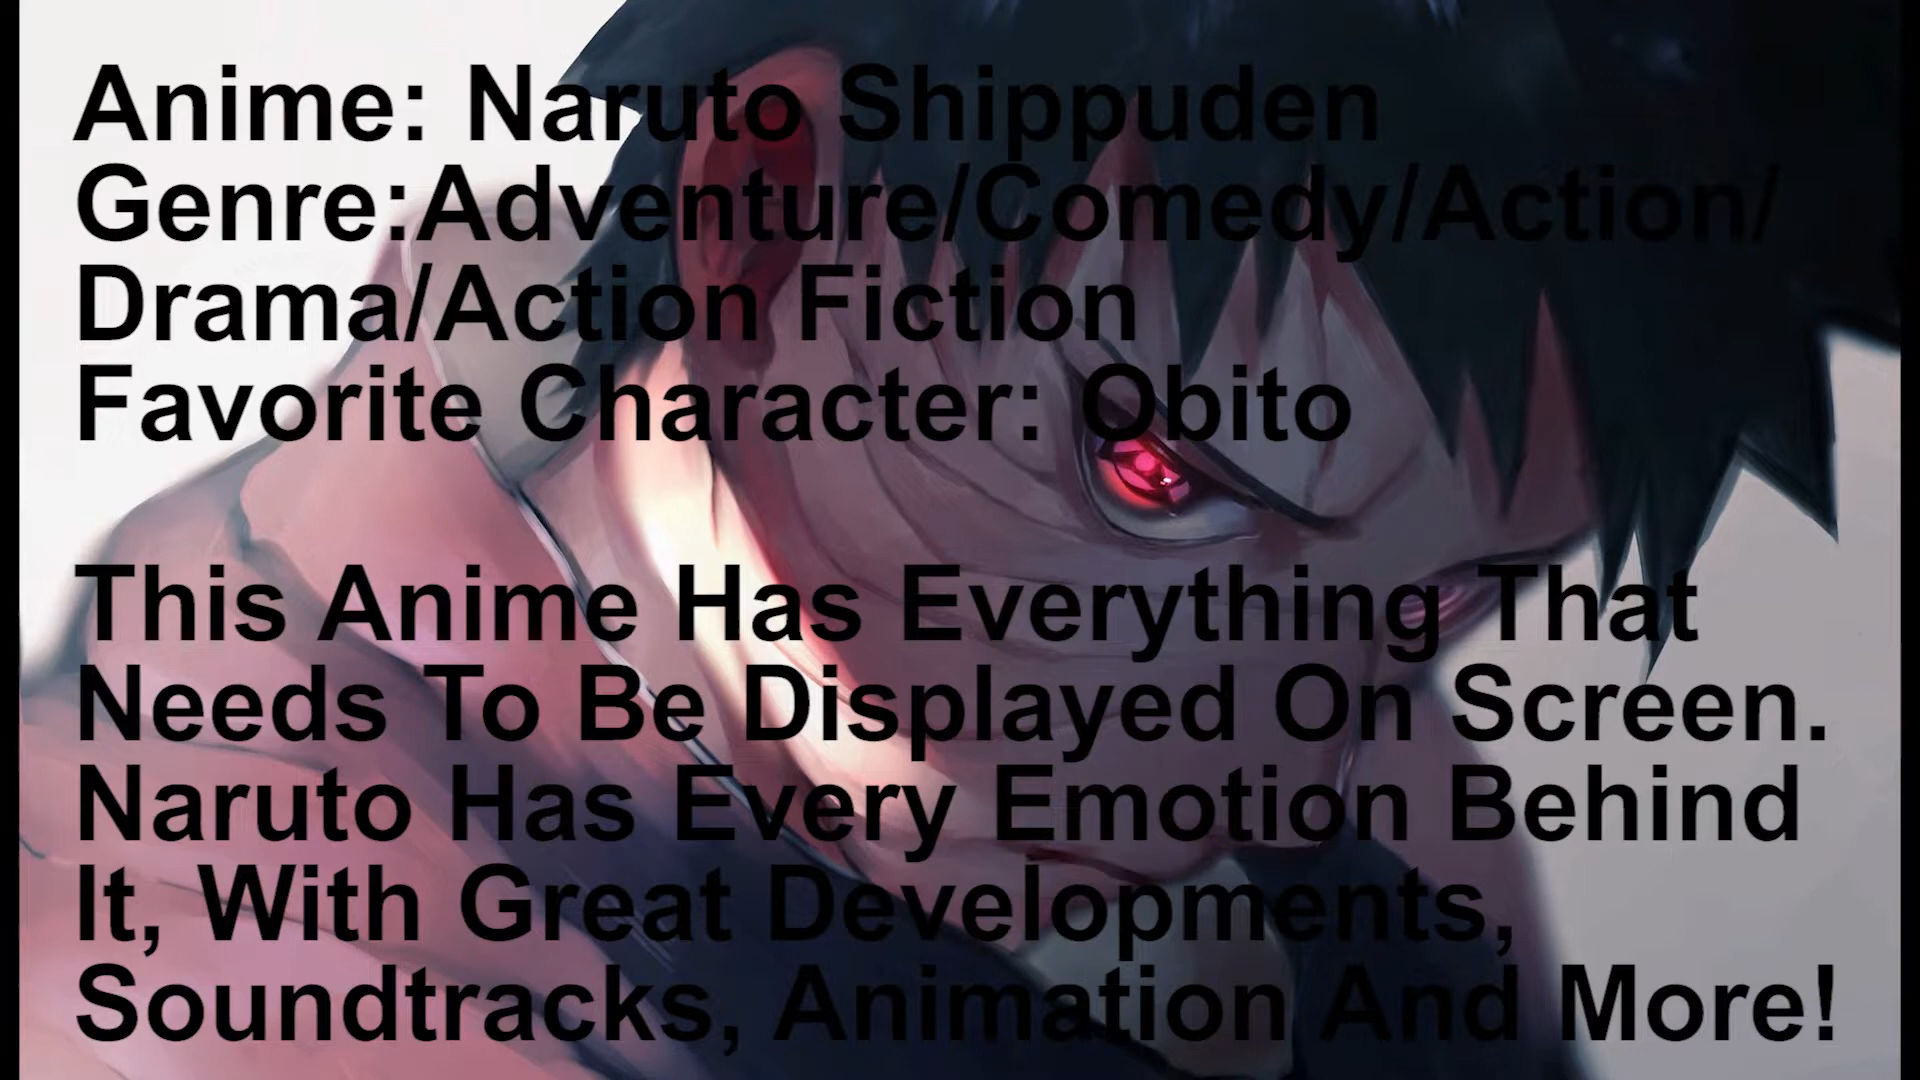 Anime: Naruto Shippuden
Genre:Adventure/Comedy/Action/
Drama/Action Fiction
Favorite Character: Obito
This Anime Has Everything That
Needs To Be Displayed On Screen.
Naruto Has Every Emotion Behind
It, With Great Developments,
Soundtracks, Animation And More!